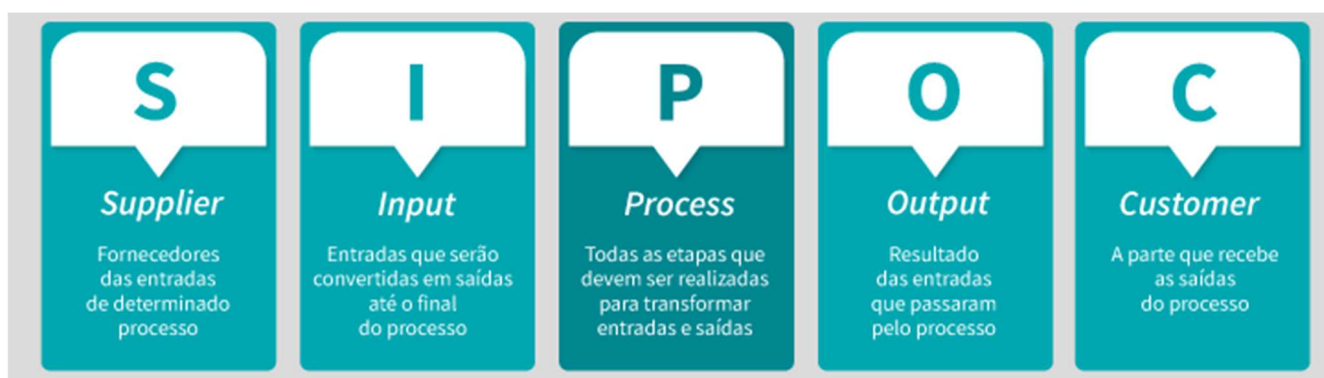 S
Supplier
Fornecedores
das entradas
de determinado
processo
I
Input
Entradas que serão
convertidas em saídas
até o final
do processo
P
Process
Todas as etapas que
devem ser realizadas
para transformar
entradas e saídas
O
Output
Resultado
das entradas
que passaram
pelo processo
C
Customer
A parte que recebe
as saídas
do processo